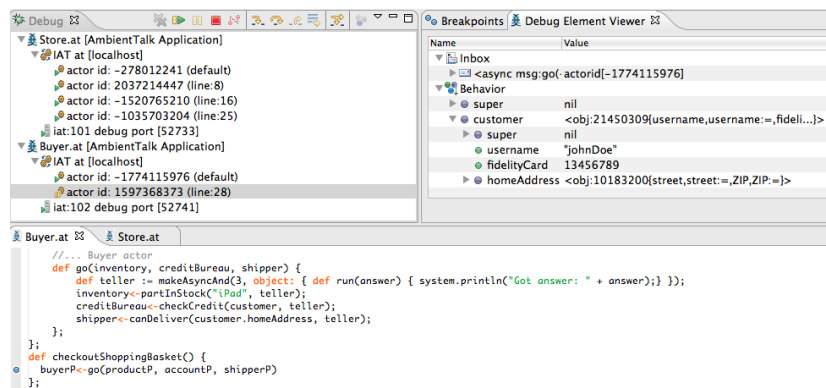 Debug
Store.at [AmbientTalk Application]
IAT at [localhost]
actor id: -278012241 (default)
actor id: 2037214447 (line:8)
actor id: -1520765210 (line:16)
actor id: -1035703204 (line:25)
iat:101 debug port [52733]
Buyer.at [AmbientTalk Application]
IAT at [localhost]
actor id: -1774115976 (default)
actor id: 1597368373 (line:28)
iat:102 debug port [52741]
Breakpoints Debug Element Viewer
Name Value
Inbox
<async msg:go(- actorid[-1774115976]
Behavior
super nil
customer <obj:21450309{username,username:=,fideli...}>
super nil
username "johnDoe"
fidelityCard 13456789
homeAddress <obj:10183200{street,street:=,ZIP,ZIP:=}>
Buyer.at Store.at
//... Buyer actor
def go(inventory, creditBureau, shipper) {
def teller := makeAsyncAnd(3, object: { def run(answer) { system.println("Got answer: " + answer);} });
inventory<-partInStock("iPad", teller);
creditBureau<-checkCredit(customer, teller);
shipper<-canDeliver(customer.homeAddress, teller);
};
};
def checkoutShoppingBasket() {
buyerP<-go(productP, accountP, shipperP)
};